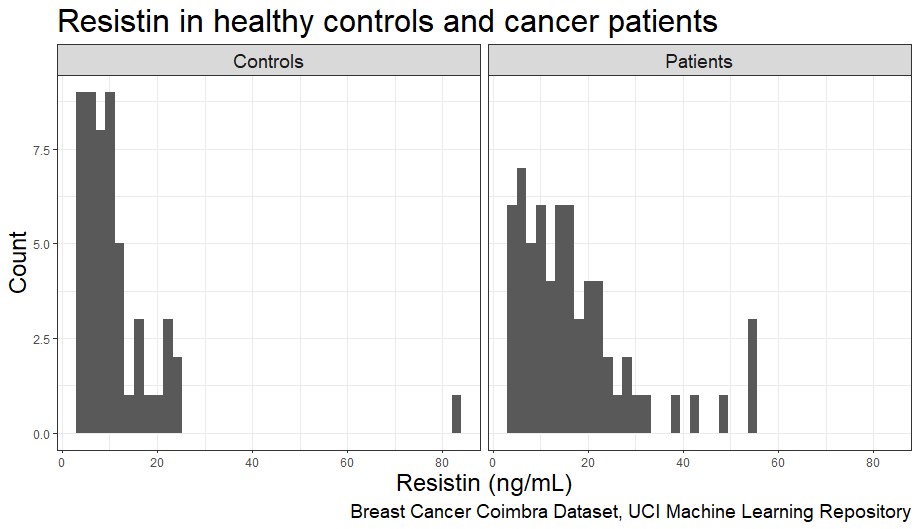 Resistin in healthy controls and cancer patients
Controls Patients
7.5
5.0
2.5
0.0
Count
0 20 40 60 80 0 20 40 60 80
Resistin (ng/mL)
Breast Cancer Coimbra Dataset, UCI Machine Learning Repository